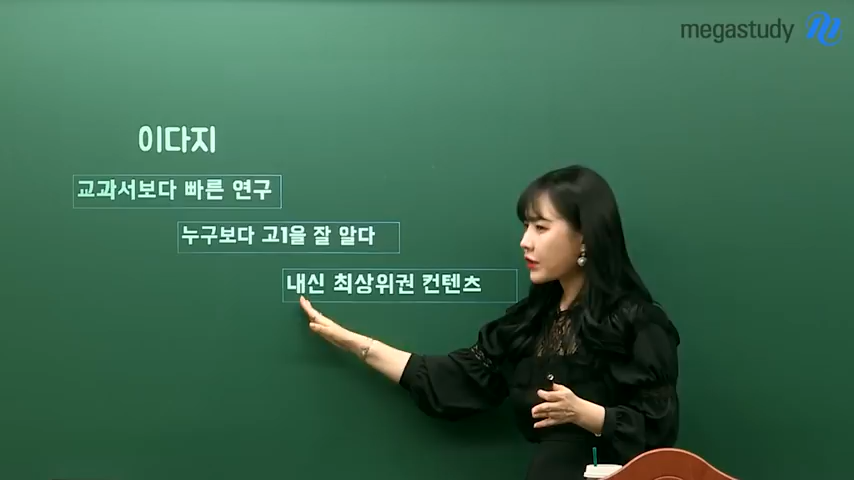 megastudy
이다지
교과서보다 빠른 연구
누구보다 고1을 잘 알다
내신 최상위권 컨텐츠